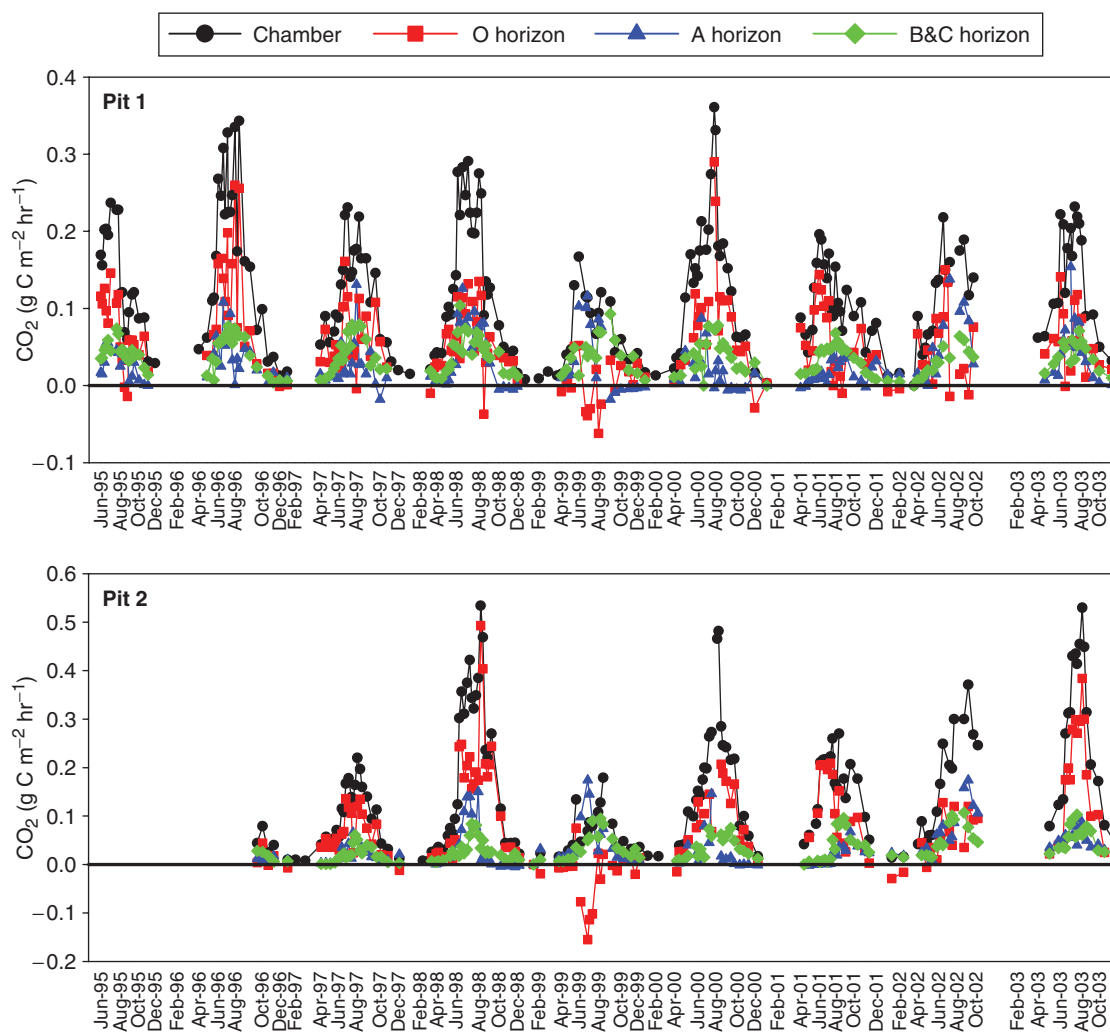 Chamber O horizon A horizon B&C horizon
Pit 1
CO2 (g C m−2 hr−1)
0.4
0.3
0.2
0.1
0.0
−0.1
Jun-95 Aug-95 Oct-95 Dec-95 Feb-96 Apr-96 Jun-96 Aug-96 Oct-96 Dec-96 Feb-97 Apr-97 Jun-97 Aug-97 Oct-97 Dec-97 Feb-98 Apr-98 Jun-98 Aug-98 Oct-98 Dec-98 Feb-99 Apr-99 Jun-99 Aug-99 Oct-99 Dec-99 Feb-00 Apr-00 Jun-00 Aug-00 Oct-00 Dec-00 Feb-01 Apr-01 Jun-01 Aug-01 Oct-01 Dec-01 Feb-02 Apr-02 Jun-02 Aug-02 Oct-02 Feb-03 Apr-03 Jun-03 Aug-03 Oct-03
Pit 2
CO2 (g C m−2 hr−1)
0.6
0.5
0.4
0.3
0.2
0.1
0.0
−0.1
−0.2
Jun-95 Aug-95 Oct-95 Dec-95 Feb-96 Apr-96 Jun-96 Aug-96 Oct-96 Dec-96 Feb-97 Apr-97 Jun-97 Aug-97 Oct-97 Dec-97 Feb-98 Apr-98 Jun-98 Aug-98 Oct-98 Dec-98 Feb-99 Apr-99 Jun-99 Aug-99 Oct-99 Dec-99 Feb-00 Apr-00 Jun-00 Aug-00 Oct-00 Dec-00 Feb-01 Apr-01 Jun-01 Aug-01 Oct-01 Dec-01 Feb-02 Apr-02 Jun-02 Aug-02 Oct-02 Feb-03 Apr-03 Jun-03 Aug-03 Oct-03